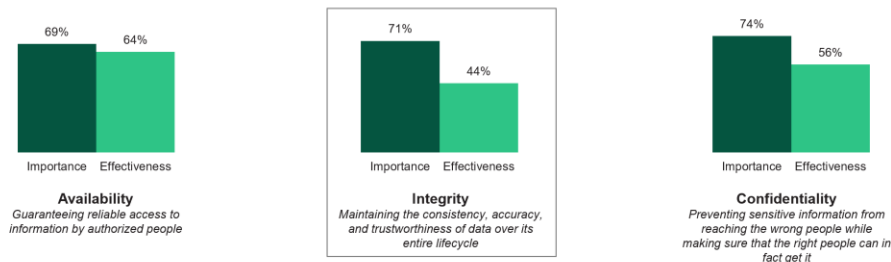 69%
64%
Importance
Effectiveness
Availability
Guaranteeing reliable access to
information by authorized people
71%
44%
Importance
Effectiveness
Integrity
Maintaining the consistency, accuracy,
and trustworthiness of data over its
entire lifecycle
74%
56%
Importance
Effectiveness
Confidentiality
Preventing sensitive information from
reaching the wrong people while
making sure that the right people can in
fact get it